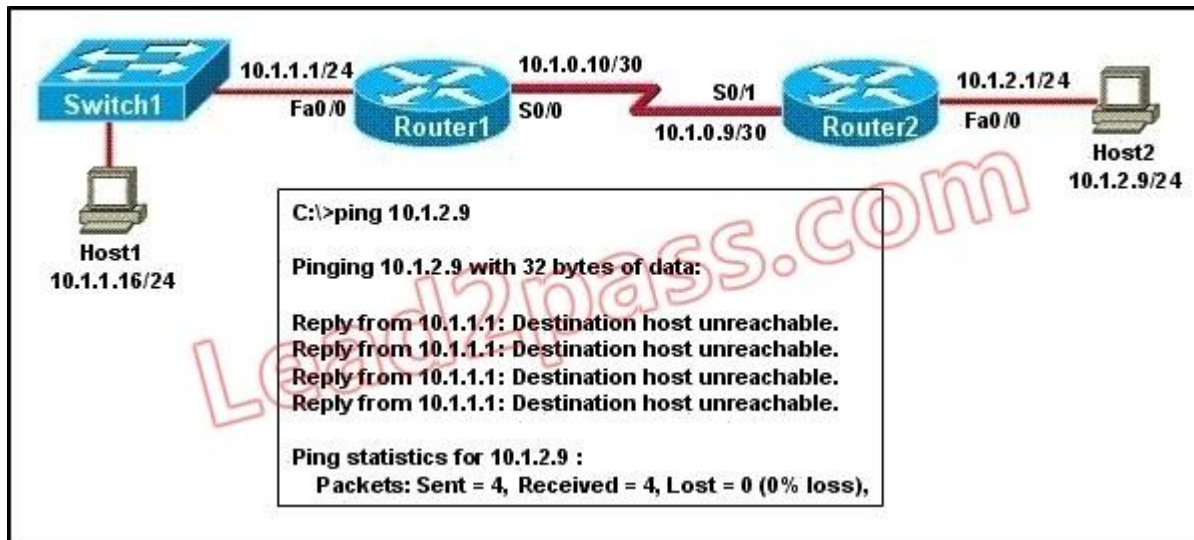 10.1.1.1/24
10.1.0.10/30
10.1.2.1/24
S0/1
Switch1
Fa0/0
Router1
S0/0
10.1.0.9/30
Router2
Fa0/0
Host2
10.1.2.9/24
Host1
10.1.1.16/24
C:\>ping 10.1.2.9
Pinging 10.1.2.9 with 32 bytes of data:
Reply from 10.1.1.1: Destination host unreachable.
Reply from 10.1.1.1: Destination host unreachable.
Reply from 10.1.1.1: Destination host unreachable.
Reply from 10.1.1.1: Destination host unreachable.
Ping statistics for 10.1.2.9 :
Packets: Sent = 4, Received = 4, Lost = 0 (0% loss),
Lead2pass.com